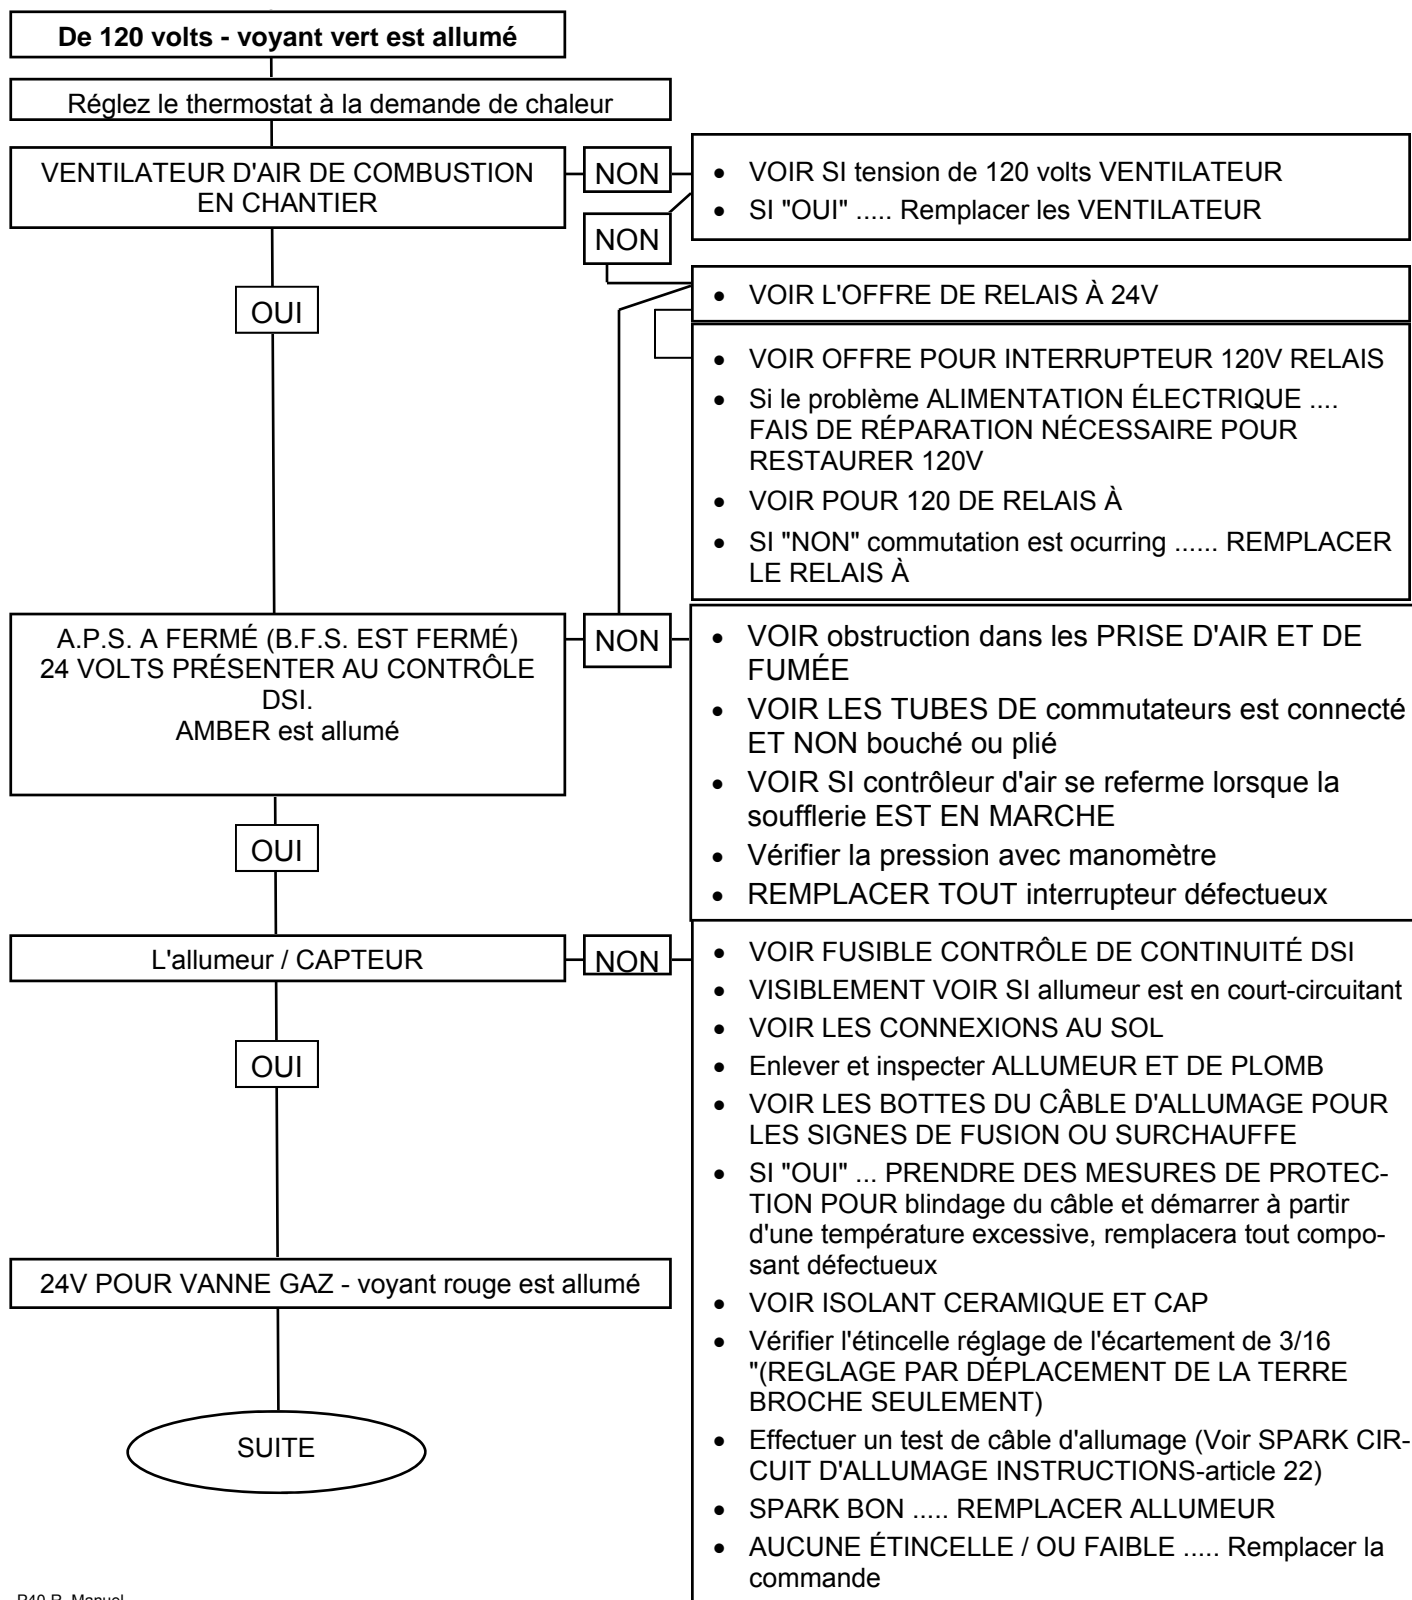 De 120 volts - voyant vert est allumé
Réglez le thermostat à la demande de chaleur
VENTILATEUR D'AIR DE COMBUSTION
EN CHANTIER
NON
• VOIR SI tension de 120 volts VENTILATEUR
• SI "OUI" ..... Remplacer les VENTILATEUR
NON
OUI
• VOIR L'OFFRE DE RELAIS À 24V
• VOIR OFFRE POUR INTERRUPTEUR 120V RELAIS
• Si le problème ALIMENTATION ÉLECTRIQUE ....
FAIS DE RÉPARATION NÉCESSAIRE POUR
RESTAURER 120V
• VOIR POUR 120 DE RELAIS À
• SI "NON" commutation est ocurring ...... REMPLACER
LE RELAIS À
A.P.S. A FERMÉ (B.F.S. EST FERMÉ)
24 VOLTS PRÉSENTER AU CONTRÔLE
DSI.
AMBER est allumé
NON
• VOIR obstruction dans les PRISE D'AIR ET DE
FUMÉE
• VOIR LES TUBES DE commutateurs est connecté
ET NON bouché ou plié
• VOIR SI contrôleur d'air se referme lorsque la
soufflerie EST EN MARCHE
• Vérifier la pression avec manomètre
• REMPLACER TOUT interrupteur défectueux
OUI
L'allumeur / CAPTEUR
NON
• VOIR FUSIBLE CONTRÔLE DE CONTINUITÉ DSI
• VISIBLEMENT VOIR SI allumeur est en court-circuitant
• VOIR LES CONNEXIONS AU SOL
• Enlever et inspecter ALLUMEUR ET DE PLOMB
• VOIR LES BOTTES DU CÂBLE D'ALLUMAGE POUR
LES SIGNES DE FUSION OU SURCHAUFFE
• SI "OUI" ... PRENDRE DES MESURES DE PROTEC-
TION POUR blindage du câble et démarrer à partir
d'une température excessive, remplacera tout compo-
sant défectueux
• VOIR ISOLANT CERAMIQUE ET CAP
• Vérifier l'étincelle réglage de l'écartement de 3/16
"(REGLAGE PAR DÉPLACEMENT DE LA TERRE
BROCHE SEULEMENT)
• Effectuer un test de câble d'allumage (Voir SPARK CIR-
CUIT D'ALLUMAGE INSTRUCTIONS-article 22)
• SPARK BON ..... REMPLACER ALLUMEUR
• AUCUNE ÉTINCELLE / OU FAIBLE ..... Remplacer la
commande
OUI
24V POUR VANNE GAZ - voyant rouge est allumé
SUITE